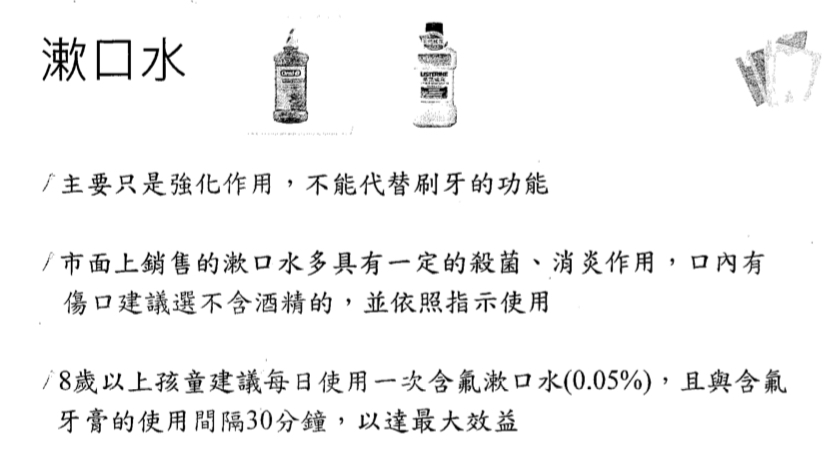 漱口水
LISTERINE
主要只是強化作用，不能代替刷牙的功能
市面上銷售的漱口水多具有一定的殺菌、消炎作用，口內有
傷口建議選不含酒精的，並依照指示使用
8歲以上孩童建議每日使用一次含氟漱口水(0.05%)，且與含氟
牙膏的使用間隔30分鐘，以達最大效益